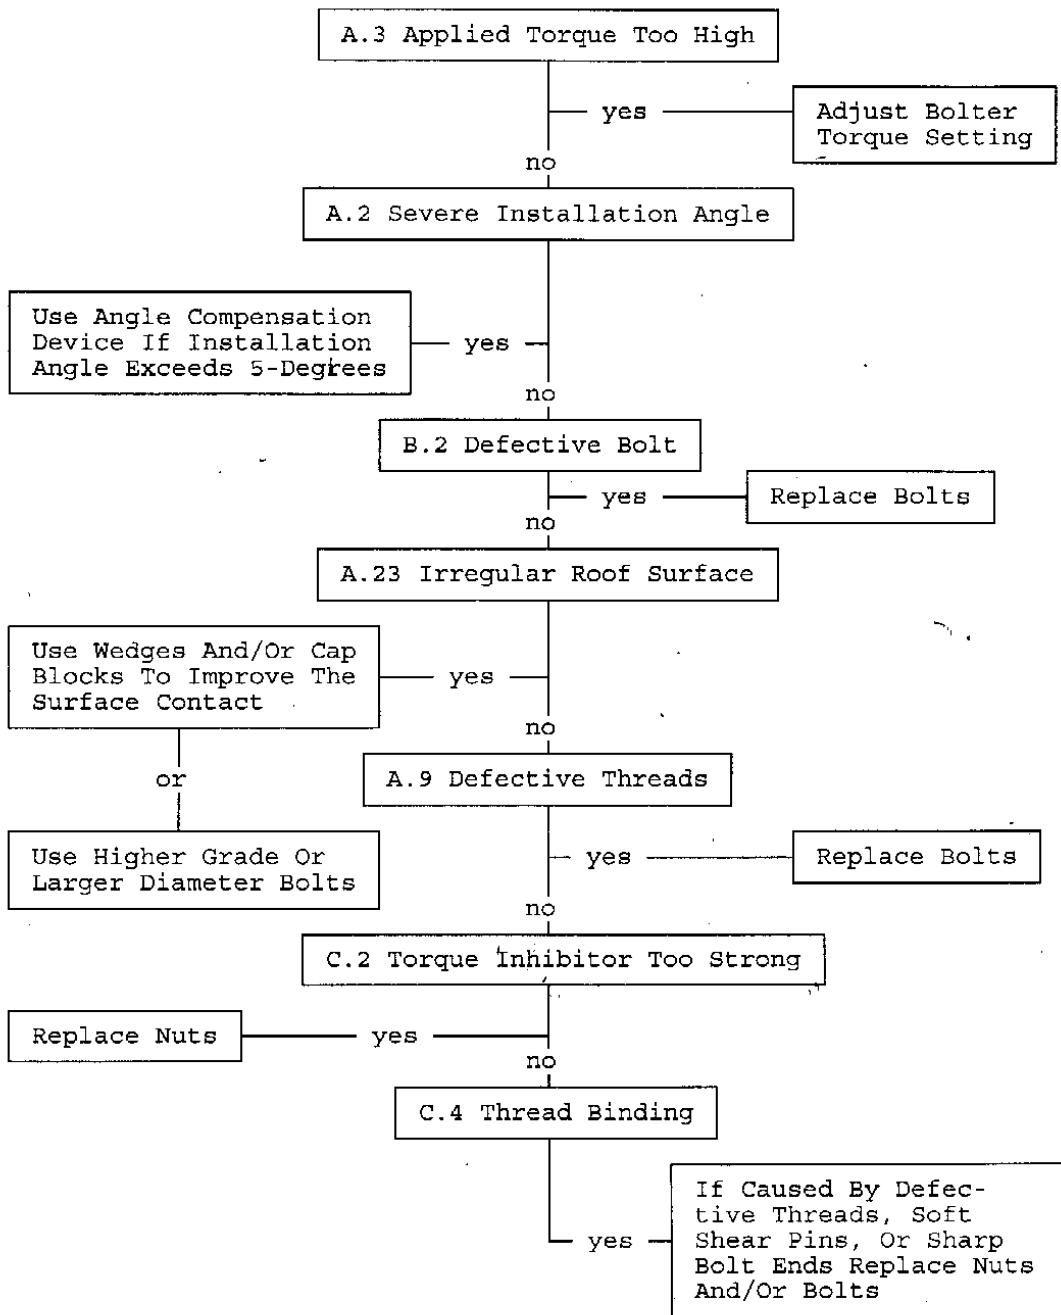 A.3 Applied Torque Too High
yes
Adjust Bolter
Torque Setting
no
A.2 Severe Installation Angle
Use Angle Compensation
Device If Installation
Angle Exceeds 5-Degrees
yes
no
B.2 Defective Bolt
yes
Replace Bolts
no
A.23 Irregular Roof Surface
Use Wedges And/Or Cap
Blocks To Improve The
Surface Contact
yes
no
or
A.9 Defective Threads
Use Higher Grade Or
Larger Diameter Bolts
yes
Replace Bolts
no
C.2 Torque Inhibitor Too Strong
Replace Nuts
yes
no
C.4 Thread Binding
yes
If Caused By Defec-
tive Threads, Soft
Shear Pins, Or Sharp
Bolt Ends Replace Nuts
And/Or Bolts